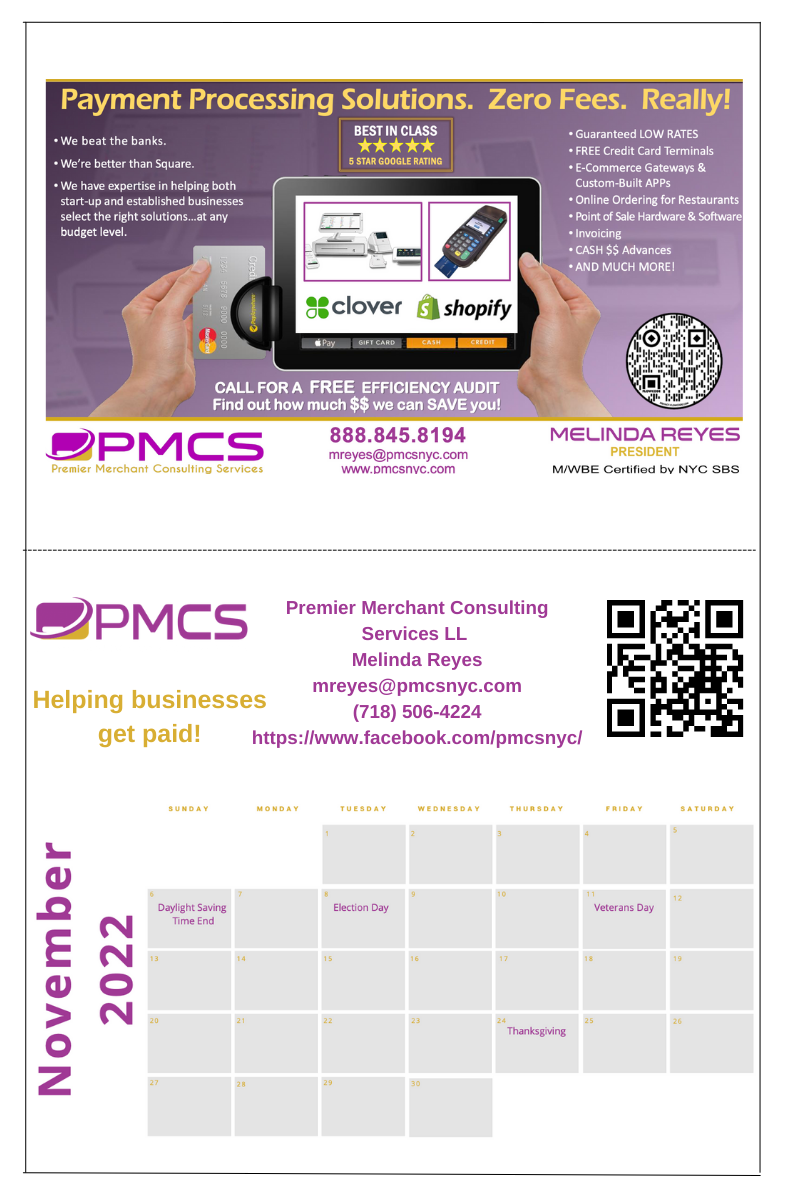 Payment Processing Solutions. Zero Fees. Really!
• We beat the banks.
• We're better than Square.
• We have expertise in helping both
start-up and established businesses
select the right solutions...at any
budget level.
BEST IN CLASS
5 STAR GOOGLE RATING
• Guaranteed LOW RATES
• FREE Credit Card Terminals
• E-Commerce Gateways &
Custom-Built APPs
• Online Ordering for Restaurants
• Point of Sale Hardware & Software
• Invoicing
• CASH $$ Advances
• AND MUCH MORE!
clover
shopify
Pay
GIFT CARD
CASH
CREDIT
CALL FOR A FREE EFFICIENCY AUDIT
Find out how much $$ we can SAVE you!
PMCS
Premier Merchant Consulting Services
888.845.8194
mreyes@pmcsnyc.com
www.pmcsnyc.com
MELINDA REYES
PRESIDENT
M/WBE Certified by NYC SBS
PMCS
Helping businesses
get paid!
Premier Merchant Consulting
Services LL
Melinda Reyes
mreyes@pmcsnyc.com
(718) 506-4224
https://www.facebook.com/pmcsnyc/
November
2022
SUNDAY MONDAY TUESDAY WEDNESDAY THURSDAY FRIDAY SATURDAY
1 2 3 4 5
6 7 8 9 10 11 12
Daylight Saving
Time End
Election Day
Veterans Day
13 14 15 16 17 18 19
20 21 22 23 24 25 26
Thanksgiving
27 28 29 30